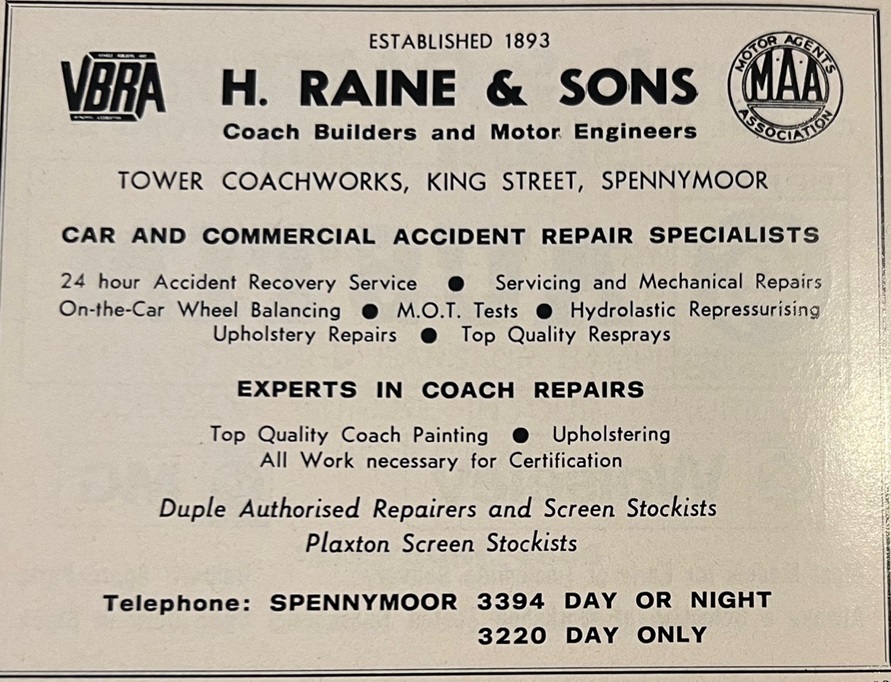 ESTABLISHED 1893
VBRA
H. RAINE & SONS
MOTOR AGENTS
MAA
ASSOCIATION
Coach Builders and Motor Engineers
TOWER COACHWORKS, KING STREET, SPENNYMOOR
CAR AND COMMERCIAL ACCIDENT REPAIR SPECIALISTS
24 hour Accident Recovery Service ● Servicing and Mechanical Repairs
On-the-Car Wheel Balancing ● M.O.T. Tests ● Hydrolastic Repressurising
Upholstery Repairs ● Top Quality Resprays
EXPERTS IN COACH REPAIRS
Top Quality Coach Painting ● Upholstering
All Work necessary for Certification
Duple Authorised Repairers and Screen Stockists
Plaxton Screen Stockists
Telephone: SPENNYMOOR 3394 DAY OR NIGHT
3220 DAY ONLY